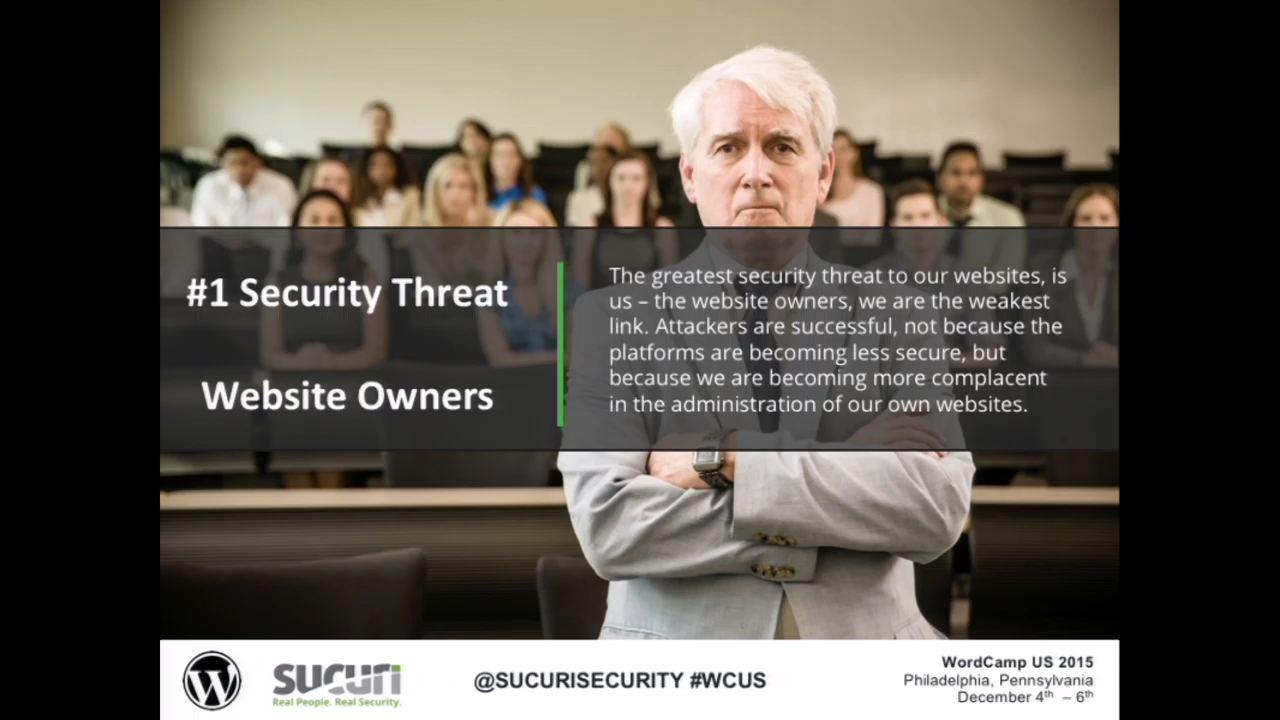 #1 Security Threat
Website Owners
The greatest security threat to our websites, is
us – the website owners, we are the weakest
link. Attackers are successful, not because the
platforms are becoming less secure, but
because we are becoming more complacent
in the administration of our own websites.
W
sucuri
Real People. Real Security.
@SUCURISECURITY #WCUS
WordCamp US 2015
Philadelphia, Pennsylvania
December 4th – 6th